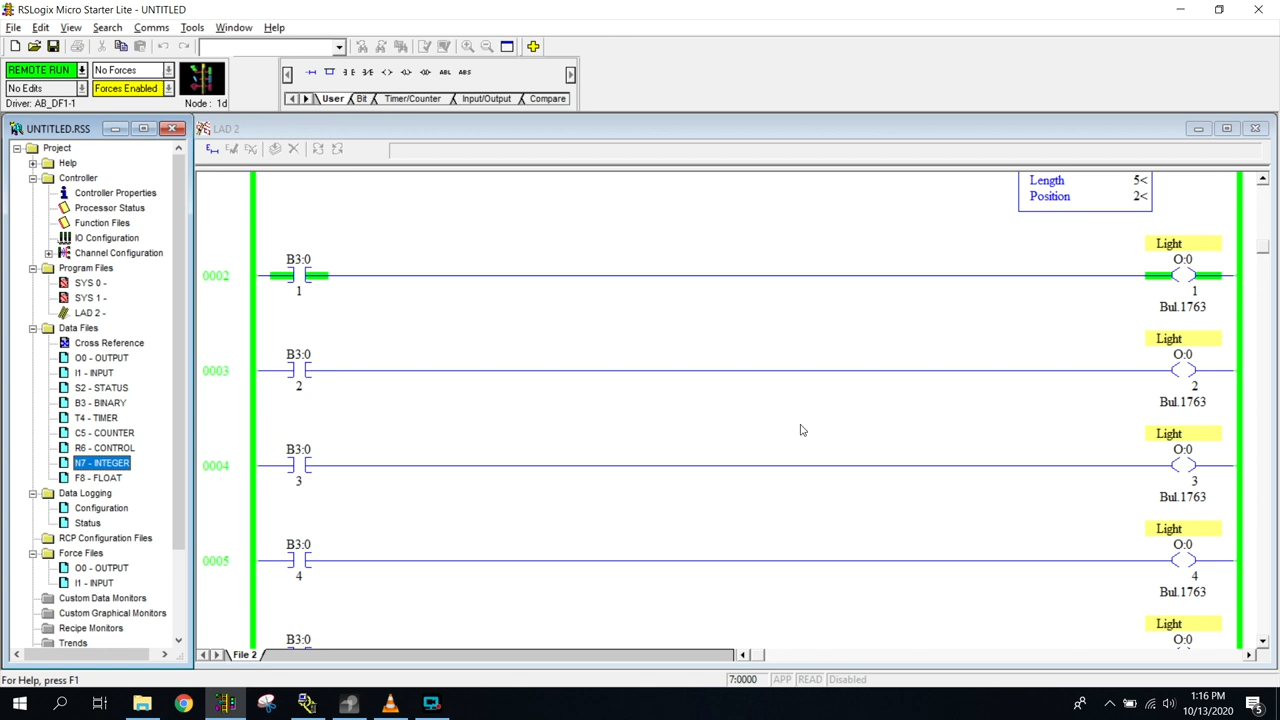 RSLogix Micro Starter Lite - UNTITLED
File Edit View Search Comms Tools Window Help
REMOTE RUN No Forces
No Edits Forces Enabled
Driver: AB_DF1-1 Node : 1d
ABL ABS
User Bit Timer/Counter Input/Output Compare
UNTITLED.RSS
Project
Help
Controller
Controller Properties
Processor Status
Function Files
IO Configuration
Channel Configuration
Program Files
SYS 0 -
SYS 1 -
LAD 2 -
Data Files
Cross Reference
O0 - OUTPUT
I1 - INPUT
S2 - STATUS
B3 - BINARY
T4 - TIMER
C5 - COUNTER
R6 - CONTROL
N7 - INTEGER
F8 - FLOAT
Data Logging
Configuration
Status
RCP Configuration Files
Force Files
O0 - OUTPUT
I1 - INPUT
Custom Data Monitors
Custom Graphical Monitors
Recipe Monitors
Trends
LAD 2
Length 5<
Position 2<
Light
B3:0 O:0
0002
1 1
Bul.1763
Light
B3:0 O:0
0003
2 2
Bul.1763
Light
B3:0 O:0
0004
3 3
Bul.1763
Light
B3:0 O:0
0005
4 4
Bul.1763
Light
B3:0 O:0
File 2
For Help, press F1
7:0000 APP READ Disabled
1:16 PM
10/13/2020
5